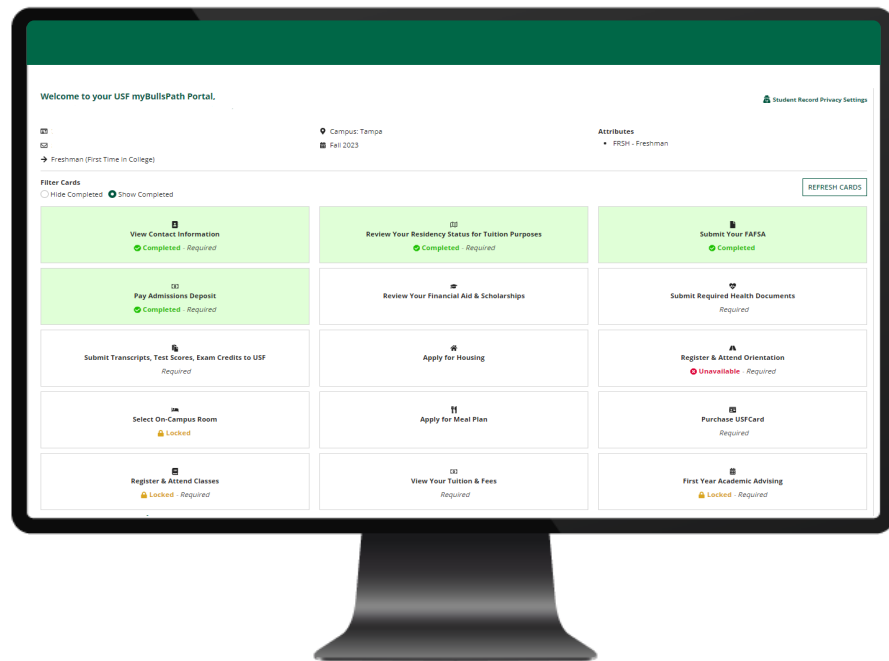 Welcome to your USF myBullsPath Portal,
Student Record Privacy Settings
Campus: Tampa
Attributes
Fall 2023
FRSH - Freshman
Freshman (First Time in College)
Filter Cards
Hide Completed Show Completed
REFRESH CARDS
View Contact Information
Completed - Required
Review Your Residency Status for Tuition Purposes
Completed - Required
Submit Your FAFSA
Completed
Pay Admissions Deposit
Completed - Required
Review Your Financial Aid & Scholarships
Submit Required Health Documents
Required
Submit Transcripts, Test Scores, Exam Credits to USF
Required
Apply for Housing
Register & Attend Orientation
Unavailable - Required
Select On-Campus Room
Locked
Apply for Meal Plan
Purchase USFCard
Required
Register & Attend Classes
Locked - Required
View Your Tuition & Fees
Required
First Year Academic Advising
Locked - Required